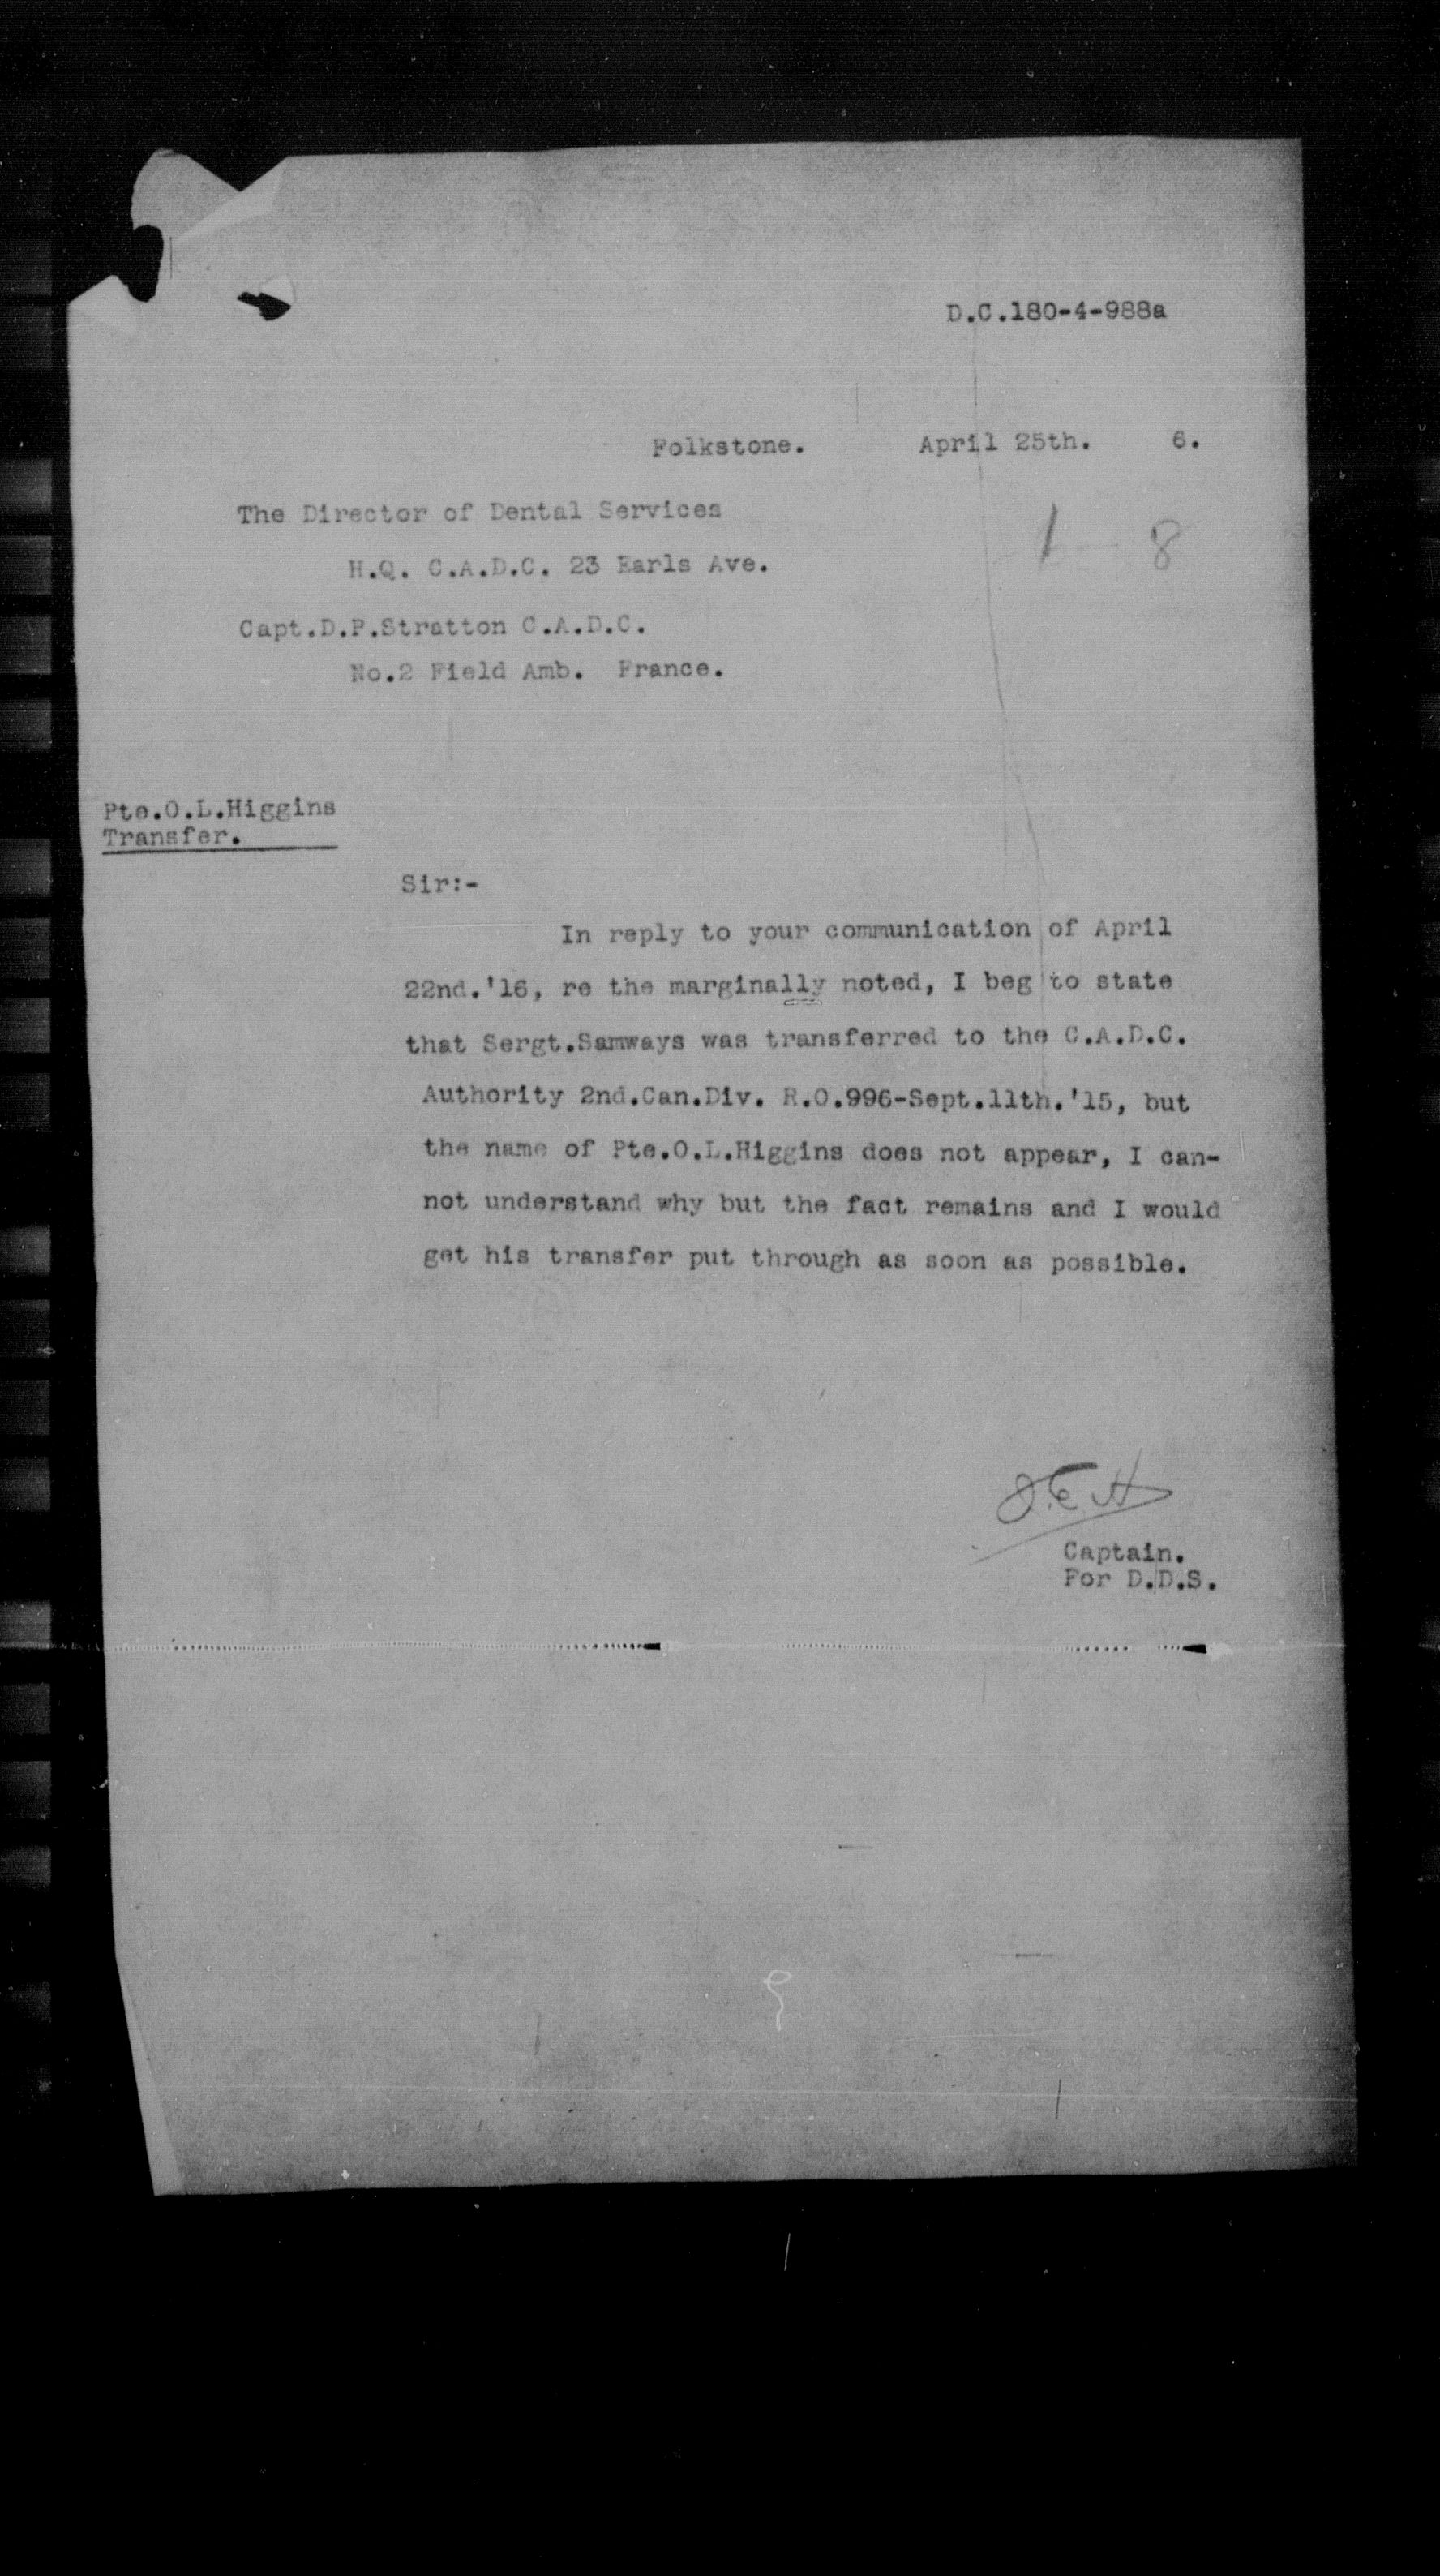 D.C.180-4-988a
Folkstone. April 25th. 6.
The Director of Dental Services
1 - 8
H.Q. C.A.D.C. 23 Earls Ave.
Capt.D.P.Stratton C.A.D.C.
No.2 Field Amb. France.
Pte.O.L.Higgins
Transfer.
Sir:-
In reply to your communication of April
22nd.'16, re the marginally noted, I beg to state
that Sergt.Samways was transferred to the C.A.D.C.
Authority 2nd.Can.Div. R.O.996-Sept.11th.'15, but
the name of Pte.O.L.Higgins does not appear, I can-
not understand why but the fact remains and I would
get his transfer put through as soon as possible.
Captain.
For D.D.S.